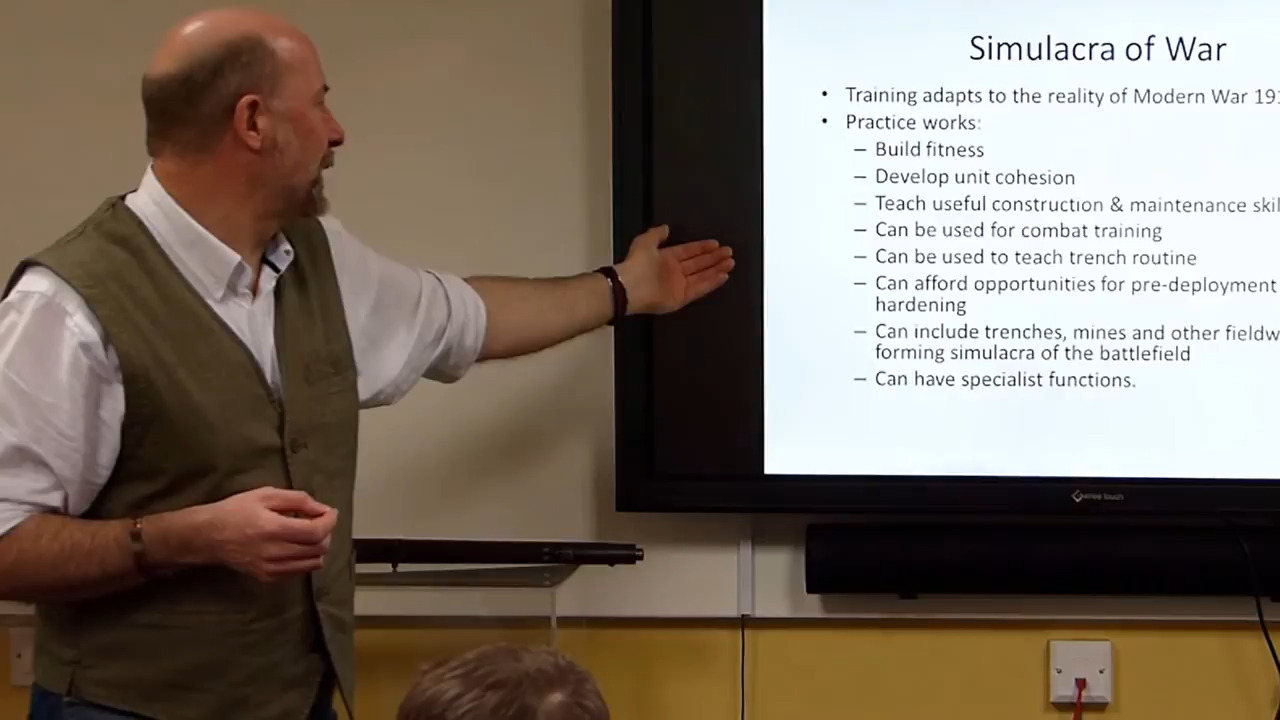 Simulacra of War
• Training adapts to the reality of Modern War 191
• Practice works:
– Build fitness
– Develop unit cohesion
– Teach useful construction & maintenance skil
– Can be used for combat training
– Can be used to teach trench routine
– Can afford opportunities for pre-deployment
hardening
– Can include trenches, mines and other fieldw
forming simulacra of the battlefield
– Can have specialist functions.